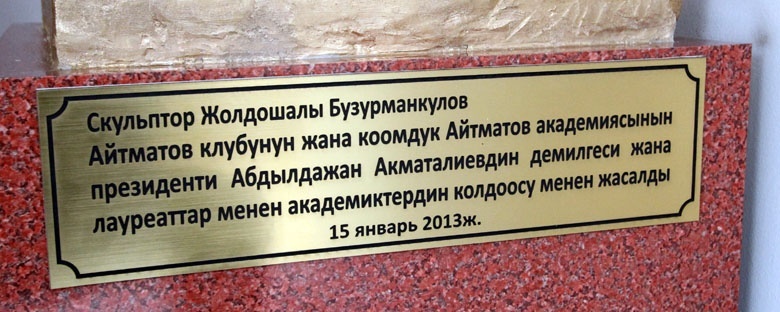 Скульптор Жолдошалы Бузурманкулов
Айтматов клубунун жана коомдук Айтматов академиясынын
президенти Абдылдажан Акматалиевдин демилгеси жана
лауреаттар менен академиктердин колдоосу менен жасалды
15 январь 2013ж.